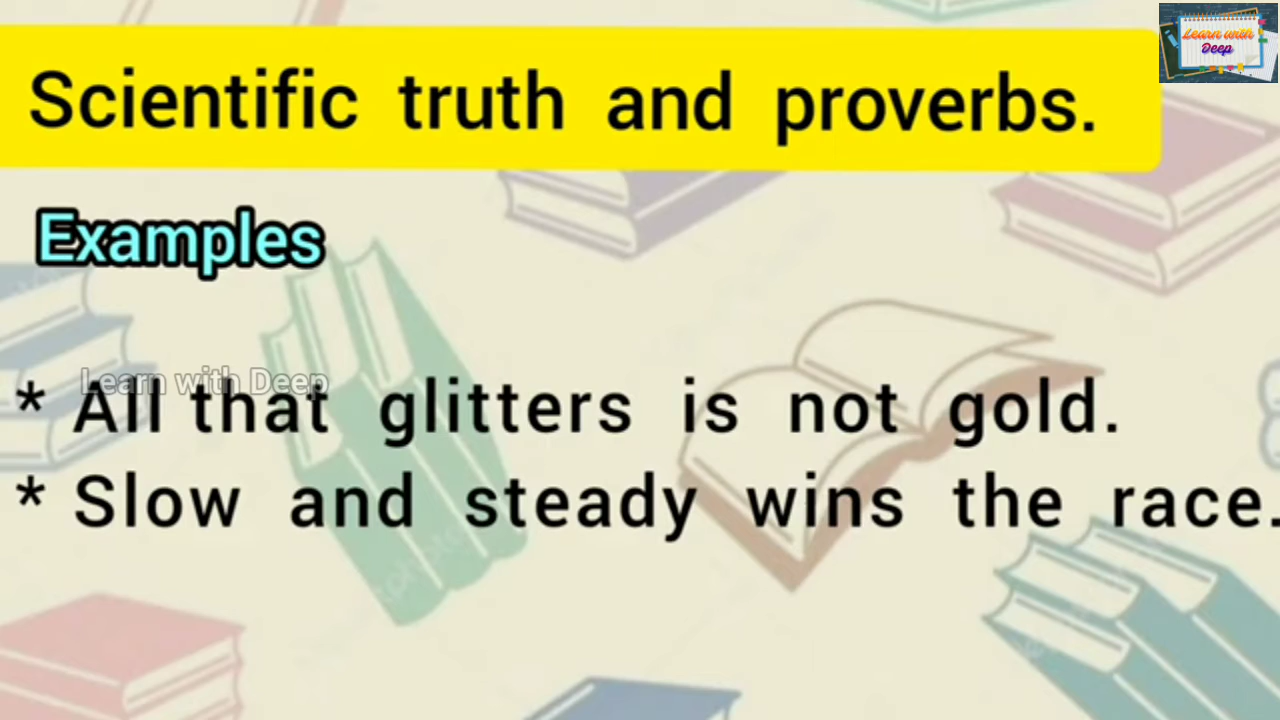 Learn with
Deep
Scientific truth and proverbs.
Examples
Learn with Deep
* All that glitters is not gold.
* Slow and steady wins the race.